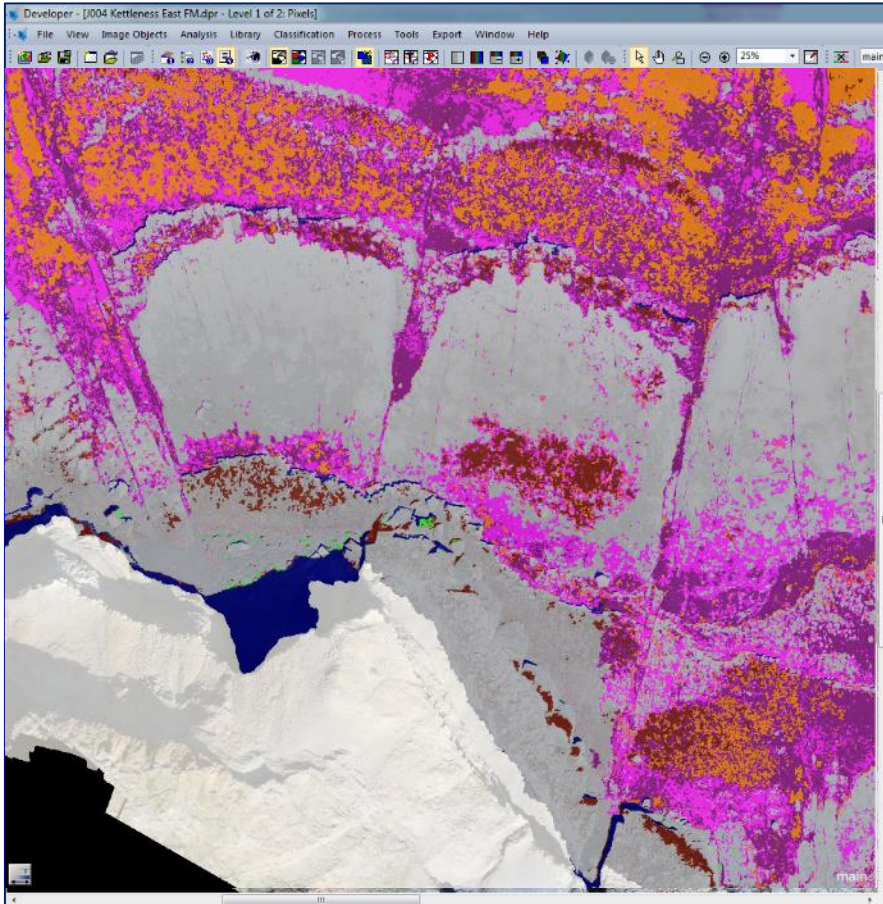 Developer - [J004 Kettleness East FM.dpr - Level 1 of 2: Pixels]
File View Image Objects Analysis Library Classification Process Tools Export Window Help
25% main
main